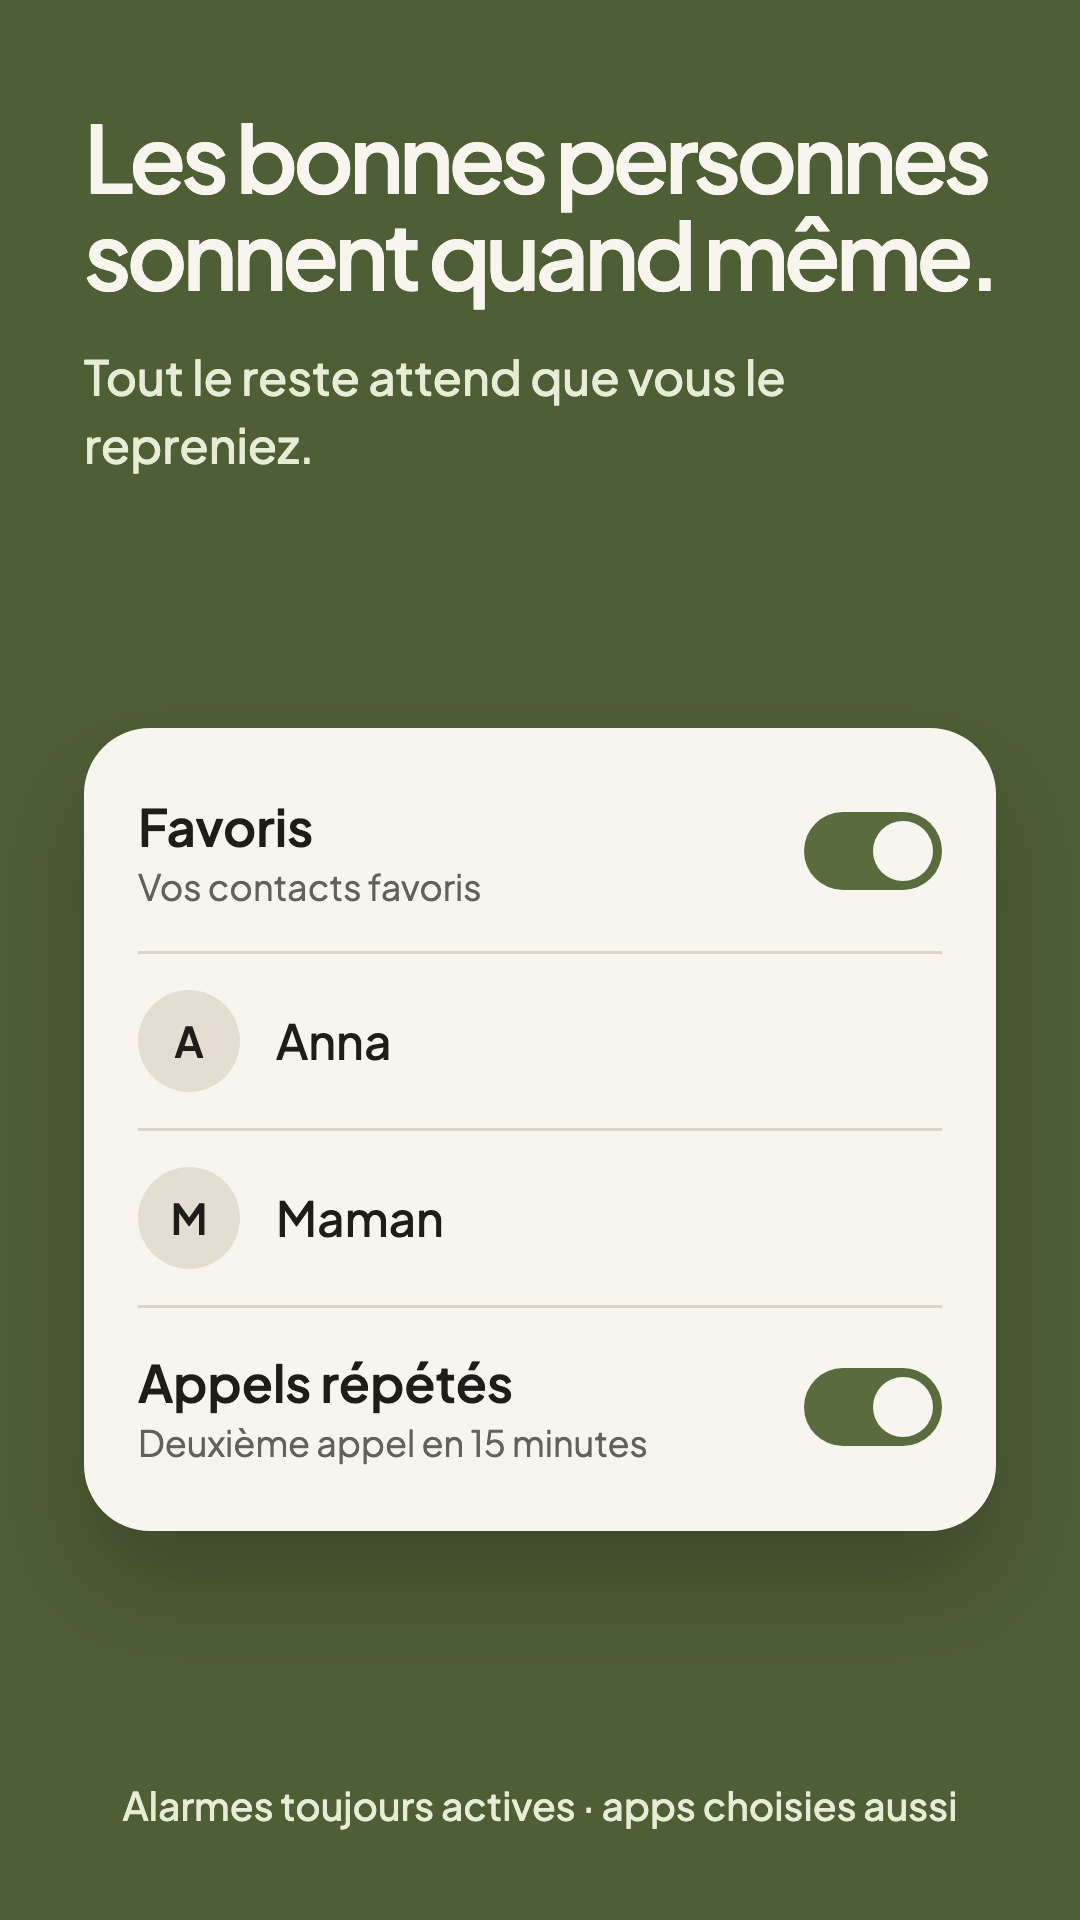 Les bonnes personnes
sonnent quand même.
Tout le reste attend que vous le
repreniez.
Favoris
Vos contacts favoris
A
Anna
M
Maman
Appels répétés
Deuxième appel en 15 minutes
Alarmes toujours actives · apps choisies aussi